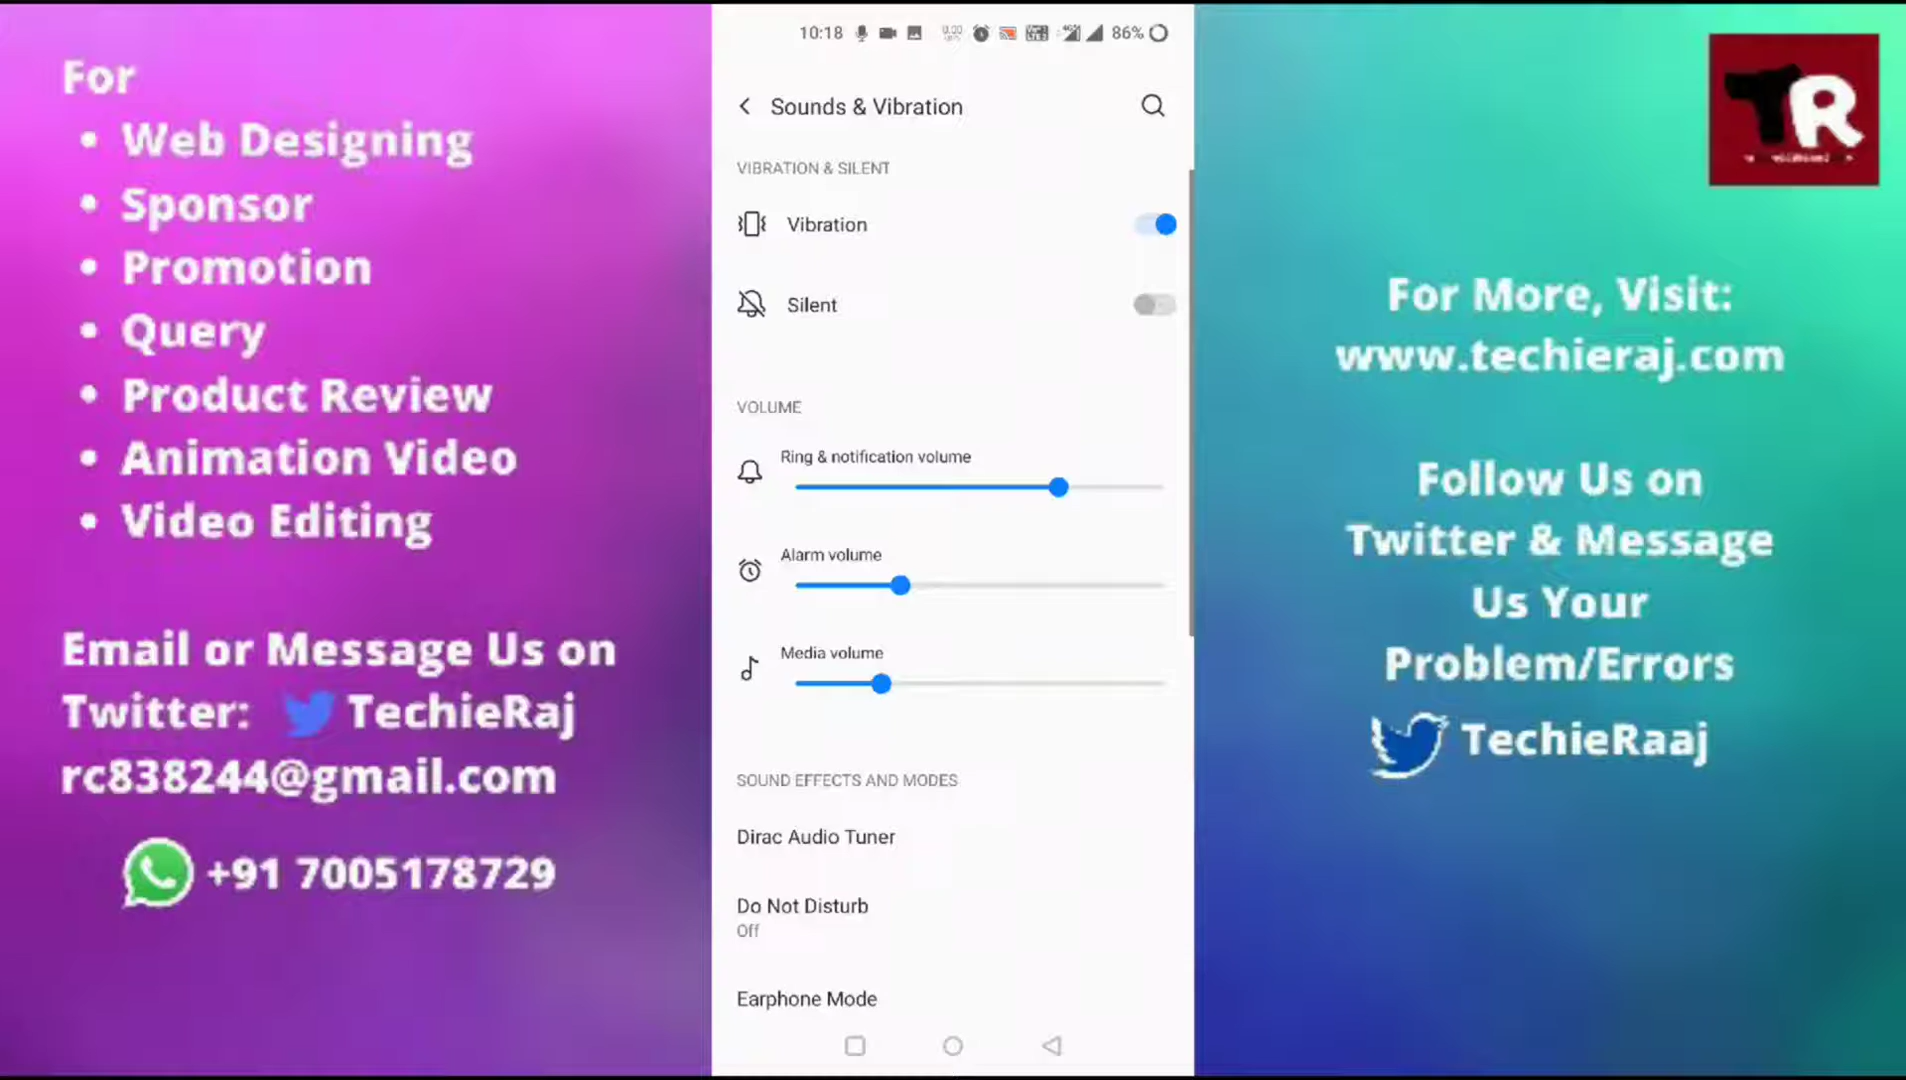 For
• Web Designing
• Sponsor
• Promotion
• Query
• Product Review
• Animation Video
• Video Editing
Email or Message Us on
Twitter: TechieRaj
rc838244@gmail.com
+91 7005178729
10:18
86%
Sounds & Vibration
VIBRATION & SILENT
Vibration
Silent
VOLUME
Ring & notification volume
Alarm volume
Media volume
SOUND EFFECTS AND MODES
Dirac Audio Tuner
Do Not Disturb
Off
Earphone Mode
TR
For More, Visit:
www.techieraj.com
Follow Us on
Twitter & Message
Us Your
Problem/Errors
TechieRaaj